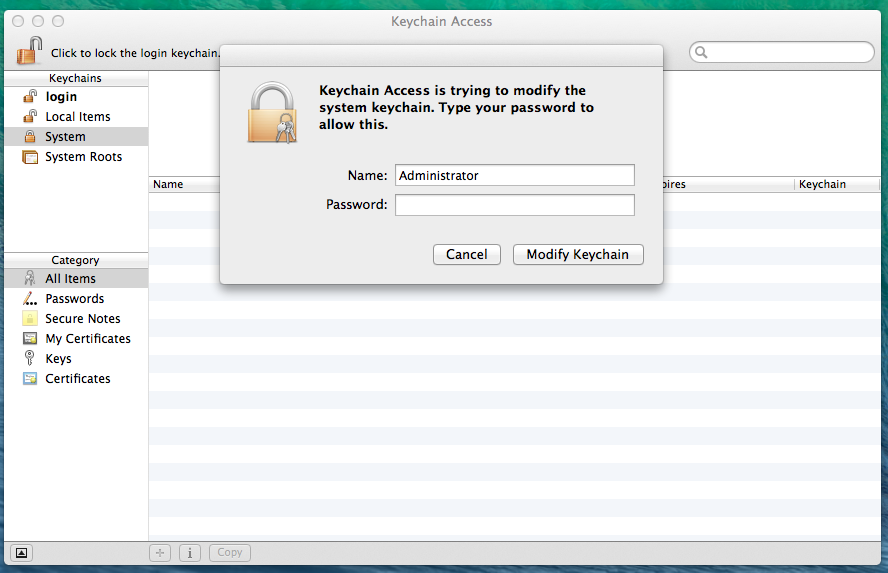 Keychain Access
Click to lock the login keychain.
Keychains
login
Local Items
System
System Roots
Keychain Access is trying to modify the
system keychain. Type your password to
allow this.
Name: Administrator
Password:
Cancel
Modify Keychain
Name
Keychain
Category
All Items
Passwords
Secure Notes
My Certificates
Keys
Certificates
Copy